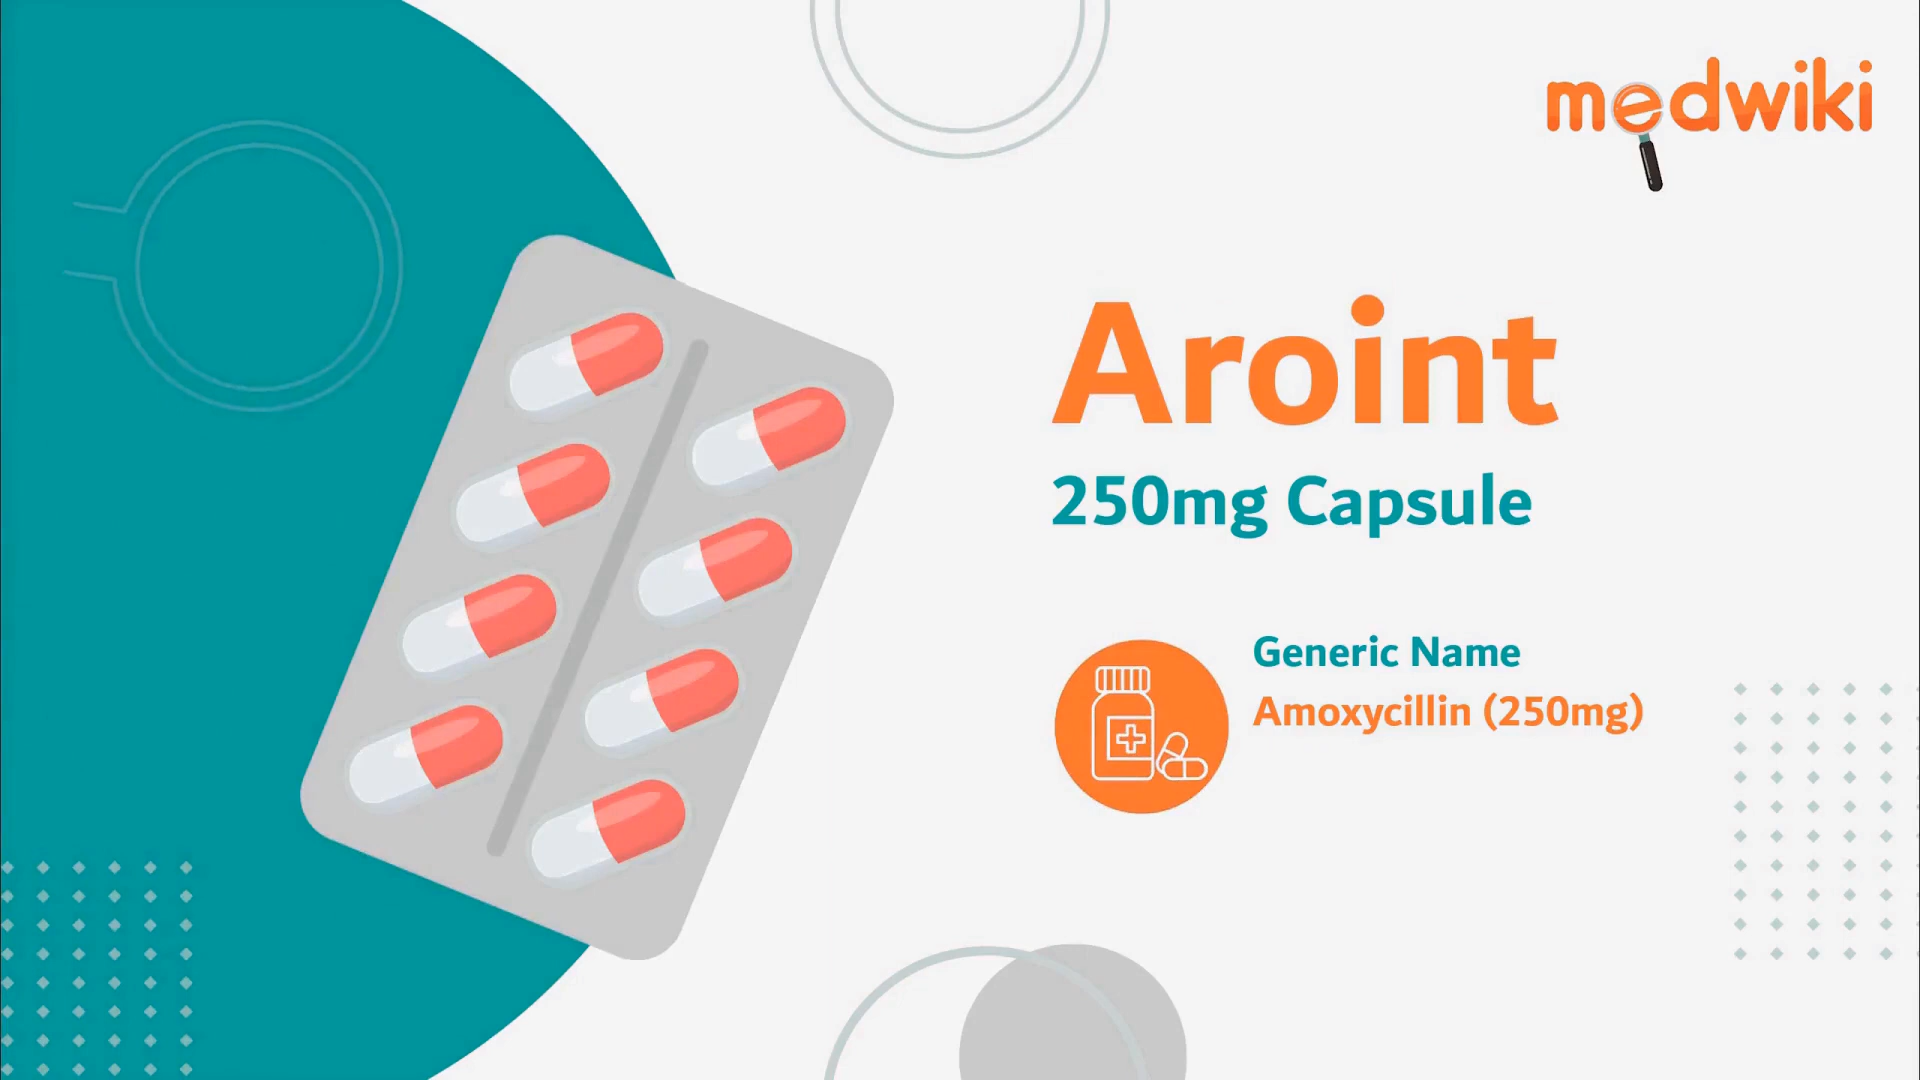 medwiki
Aroint
250mg Capsule
Generic Name
Amoxycillin (250mg)